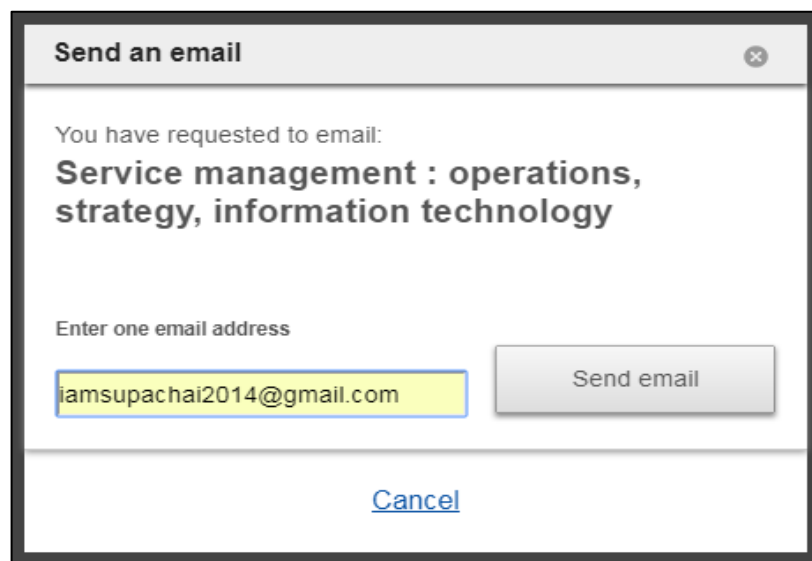 Send an email
You have requested to email:
Service management : operations,
strategy, information technology
Enter one email address
iamsupachai2014@gmail.com
Send email
Cancel